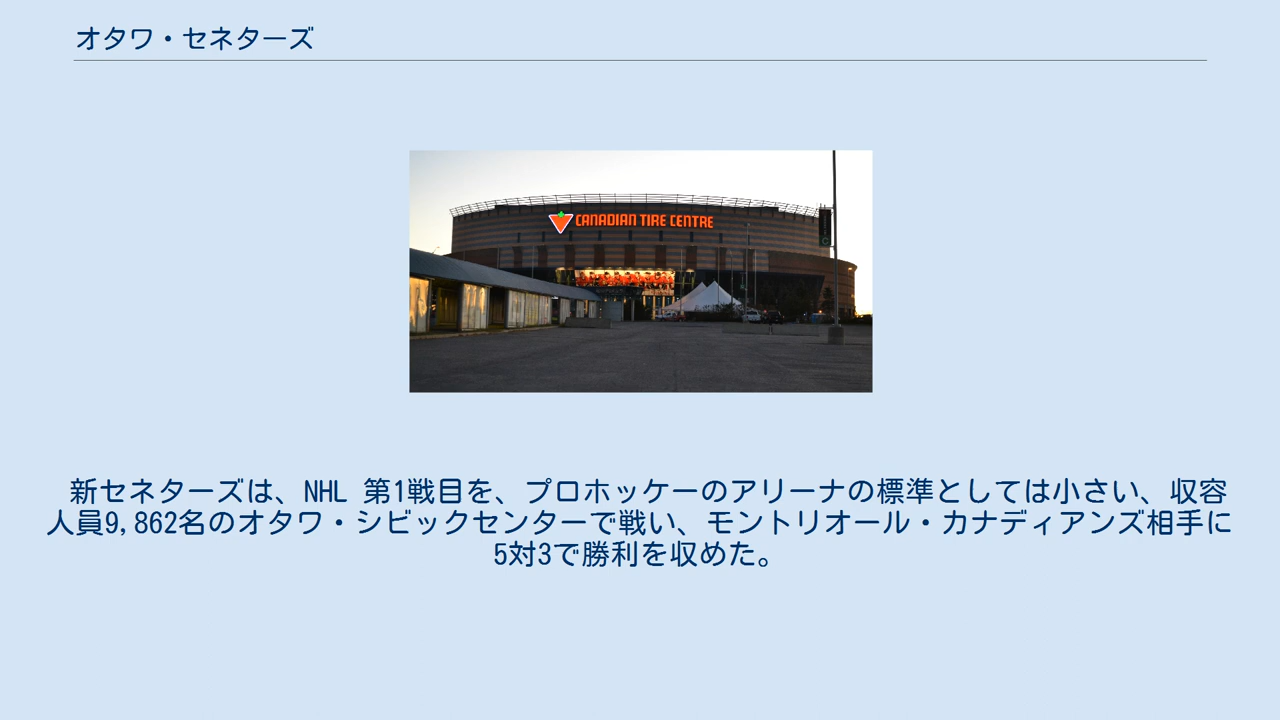 オタワ・セネターズ
CANADIAN TIRE CENTRE
新セネターズは、NHL 第1戦目を、プロホッケーのアリーナの標準としては小さい、収容
人員9,862名のオタワ・シビックセンターで戦い、モントリオール・カナディアンズ相手に
5対3で勝利を収めた。